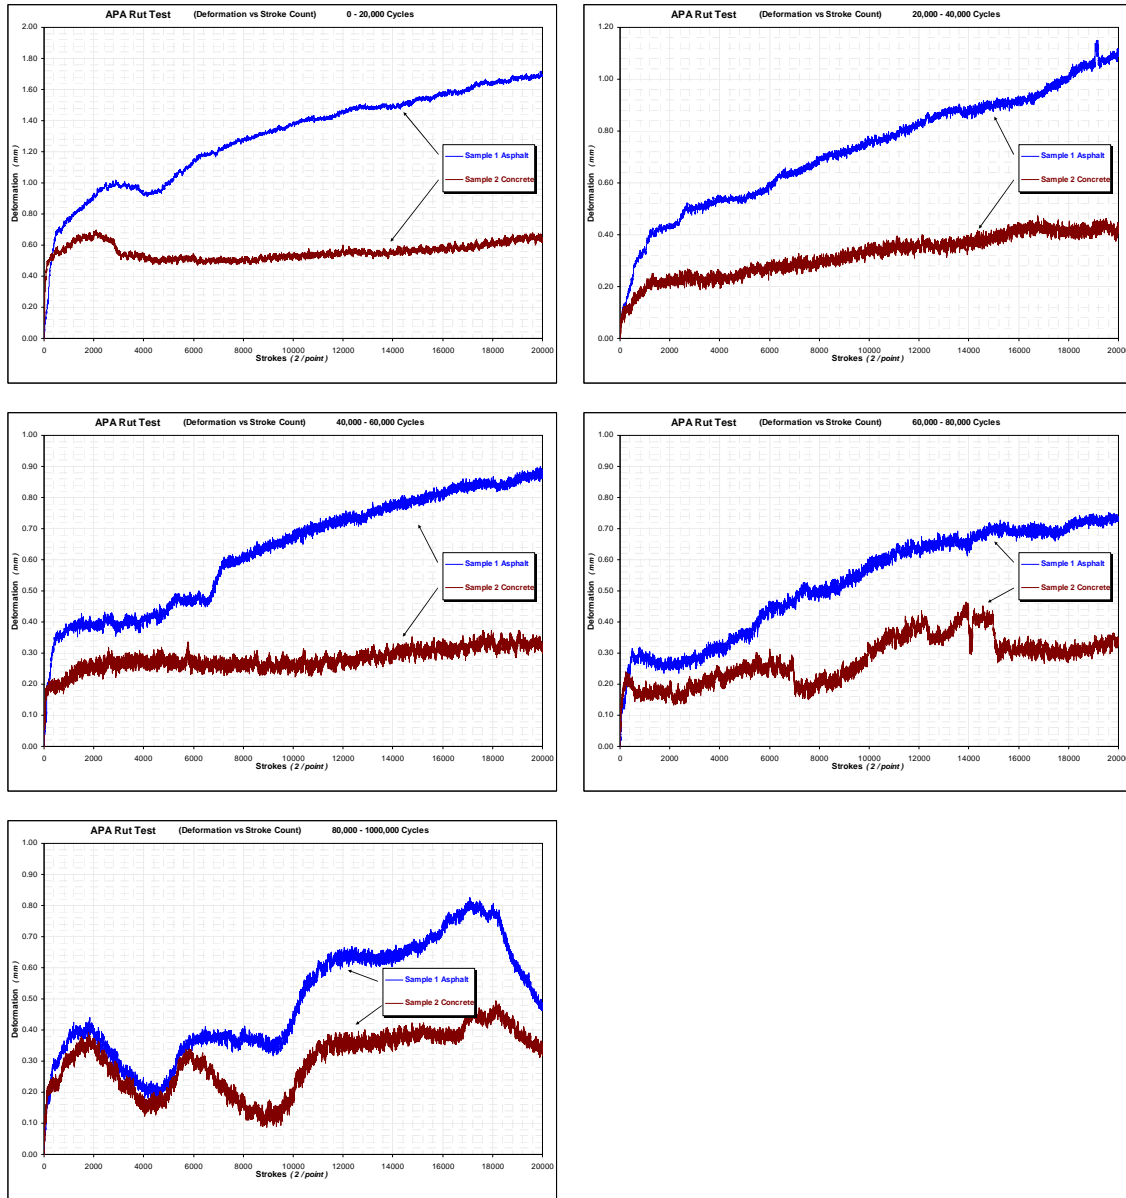 APA Rut Test (Deformation vs Stroke Count) 0 - 20,000 Cycles
2.00
1.80
1.60
1.40
1.20
1.00
0.80
0.60
0.40
0.20
0.00
Deformation (mm)
Sample 1 Asphalt
Sample 2 Concrete
0 2000 4000 6000 8000 10000 12000 14000 16000 18000 20000
Strokes (2/point)
APA Rut Test (Deformation vs Stroke Count) 20,000 - 40,000 Cycles
1.20
1.00
0.80
0.60
0.40
0.20
0.00
Deformation (mm)
Sample 1 Asphalt
Sample 2 Concrete
0 2000 4000 6000 8000 10000 12000 14000 16000 18000 20000
Strokes (2/point)
APA Rut Test (Deformation vs Stroke Count) 40,000 - 60,000 Cycles
1.00
0.90
0.80
0.70
0.60
0.50
0.40
0.30
0.20
0.10
0.00
Deformation (mm)
Sample 1 Asphalt
Sample 2 Concrete
0 2000 4000 6000 8000 10000 12000 14000 16000 18000 20000
Strokes (2/point)
APA Rut Test (Deformation vs Stroke Count) 60,000 - 80,000 Cycles
1.00
0.90
0.80
0.70
0.60
0.50
0.40
0.30
0.20
0.10
0.00
Deformation (mm)
Sample 1 Asphalt
Sample 2 Concrete
0 2000 4000 6000 8000 10000 12000 14000 16000 18000 20000
Strokes (2/point)
APA Rut Test (Deformation vs Stroke Count) 80,000 - 1000,000 Cycles
1.00
0.90
0.80
0.70
0.60
0.50
0.40
0.30
0.20
0.10
0.00
Deformation (mm)
Sample 1 Asphalt
Sample 2 Concrete
0 2000 4000 6000 8000 10000 12000 14000 16000 18000 20000
Strokes (2/point)